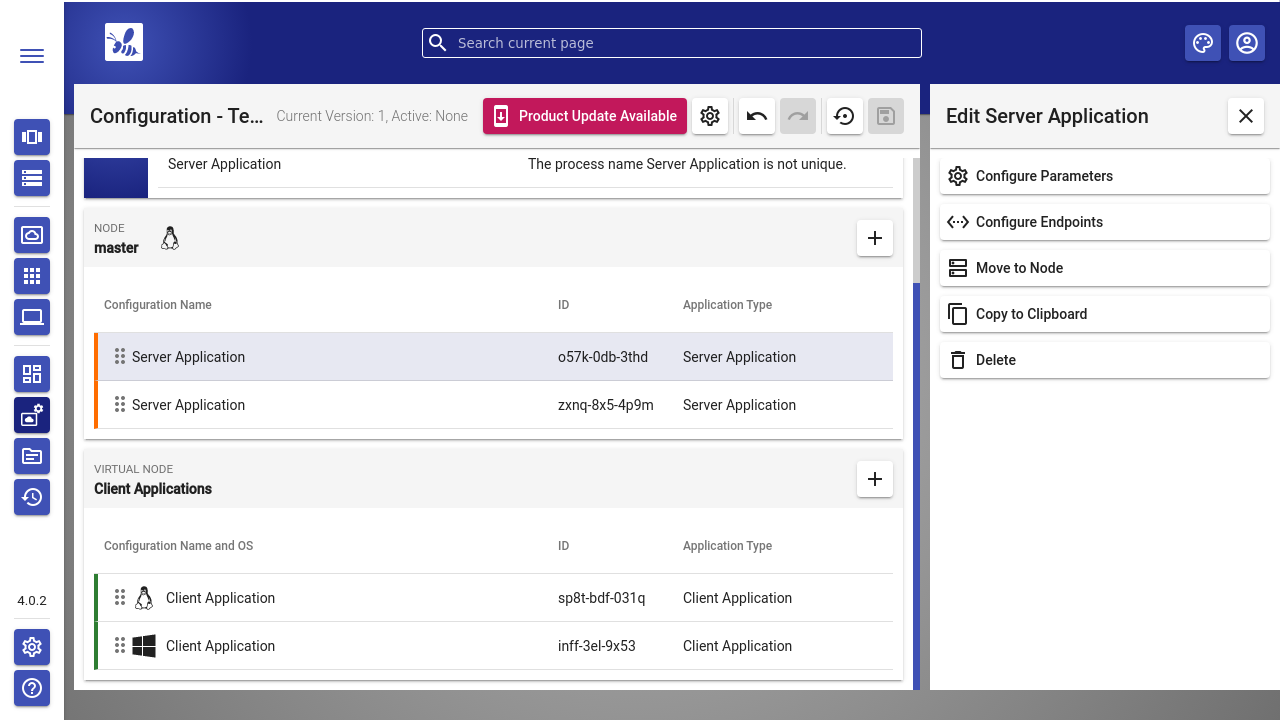 Search current page
Configuration - Te...
Current Version: 1, Active: None
Product Update Available
Edit Server Application
Server Application
The process name Server Application is not unique.
NODE
master
Configuration Name ID Application Type
Server Application o57k-0db-3thd Server Application
Server Application zxnq-8x5-4p9m Server Application
VIRTUAL NODE
Client Applications
Configuration Name and OS ID Application Type
Client Application sp8t-bdf-031q Client Application
Client Application inff-3el-9x53 Client Application
Configure Parameters
Configure Endpoints
Move to Node
Copy to Clipboard
Delete
4.0.2